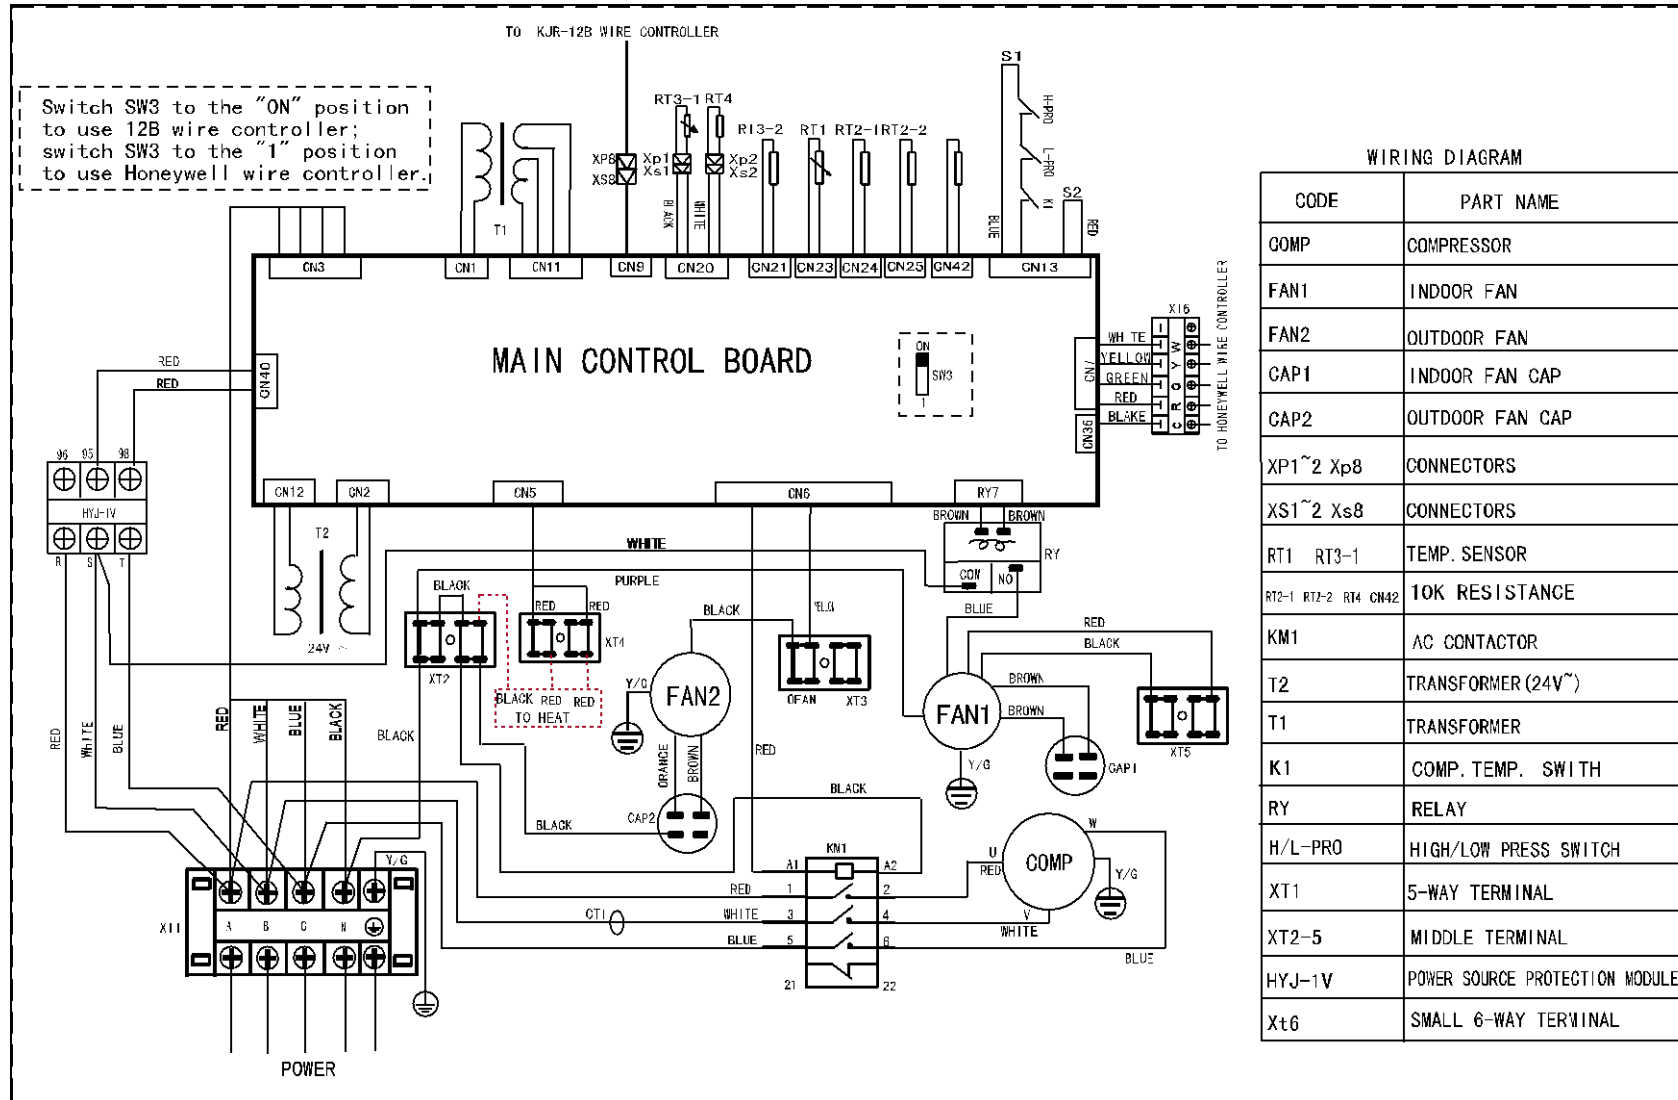 TO KJR-12B WIRE CONTROLLER
Switch SW3 to the "ON" position
to use 12B wire controller;
switch SW3 to the "1" position
to use Honeywell wire controller.
S1
H-PRO
L-PRO
K1
S2
BLUE
RED
RT3-1 RT4
RT3-2 RT1 RT2-1 RT2-2
XP8 Xp1 Xp2
XS8 Xs1 Xs2
BLACK
WHITE
T1
CN3 CN1 CN11 CN9 CN20 CN21 CN23 CN24 CN25 CN42 CN13
MAIN CONTROL BOARD
ON
SW3
1
CN40
RED
RED
CN7
CN36
WHITE
YELLOW
GREEN
RED
BLAKE
XT6
W
Y
G
R
C
TO HONEYWELL WIRE CONTROLLER
CN12 CN2 CN5 CN6 RY7
BROWN BROWN
RY
COM NO
BLUE
96 95 98
HYJ-1V
R S T
T2
24V ~
WHITE
PURPLE
BLACK
XT2
RED RED
XT4
BLACK RED RED
TO HEAT
BLACK
YELO.
OFAN XT3
Y/G
FAN2
ORANGE
BROWN
CAP2
RED
BLACK
BROWN
BROWN
FAN1
Y/G
CAP1
XT5
RED
WHITE
BLUE
RED
WHITE
BLUE
BLACK
BLACK
RED
BLACK
BLACK
KM1
A1 A2
RED 1 2
WHITE 3 4
BLUE 5 6
21 22
CT1
U
RED
COMP
W
V
WHITE
Y/G
BLUE
Y/G
XT1
A B C N
POWER
WIRING DIAGRAM
CODE PART NAME
COMP COMPRESSOR
FAN1 INDOOR FAN
FAN2 OUTDOOR FAN
CAP1 INDOOR FAN CAP
CAP2 OUTDOOR FAN CAP
XP1~2 Xp8 CONNECTORS
XS1~2 Xs8 CONNECTORS
RT1 RT3-1 TEMP. SENSOR
RT2-1 RT2-2 RT4 CN42 10K RESISTANCE
KM1 AC CONTACTOR
T2 TRANSFORMER(24V~)
T1 TRANSFORMER
K1 COMP. TEMP. SWITH
RY RELAY
H/L-PRO HIGH/LOW PRESS SWITCH
XT1 5-WAY TERMINAL
XT2-5 MIDDLE TERMINAL
HYJ-1V POWER SOURCE PROTECTION MODULE
Xt6 SMALL 6-WAY TERMINAL